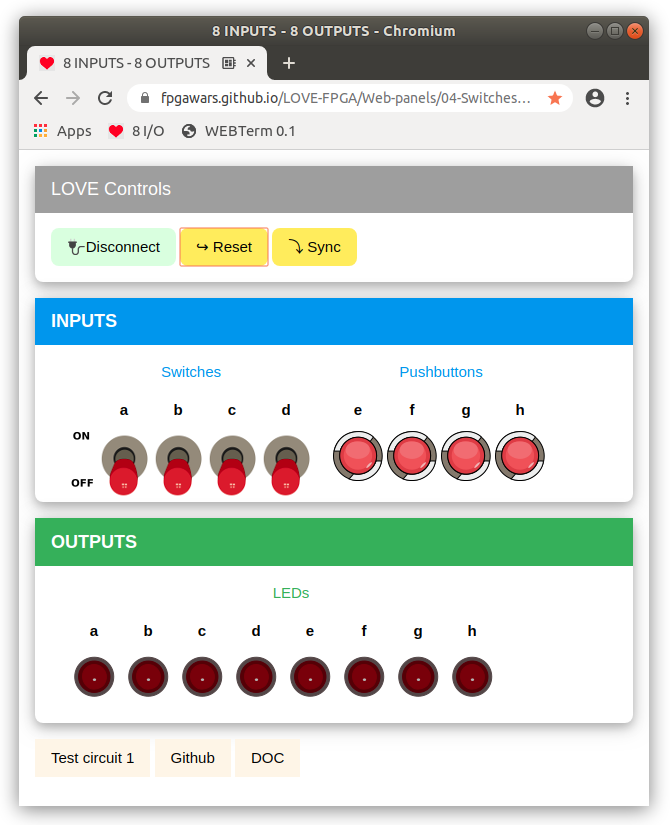 8 INPUTS - 8 OUTPUTS - Chromium
8 INPUTS - 8 OUTPUTS
fpgawars.github.io/LOVE-FPGA/Web-panels/04-Switches…
Apps 8 I/O WEBTerm 0.1
LOVE Controls
Disconnect Reset Sync
INPUTS
Switches Pushbuttons
a b c d e f g h
ON
OFF
OUTPUTS
LEDs
a b c d e f g h
Test circuit 1 Github DOC